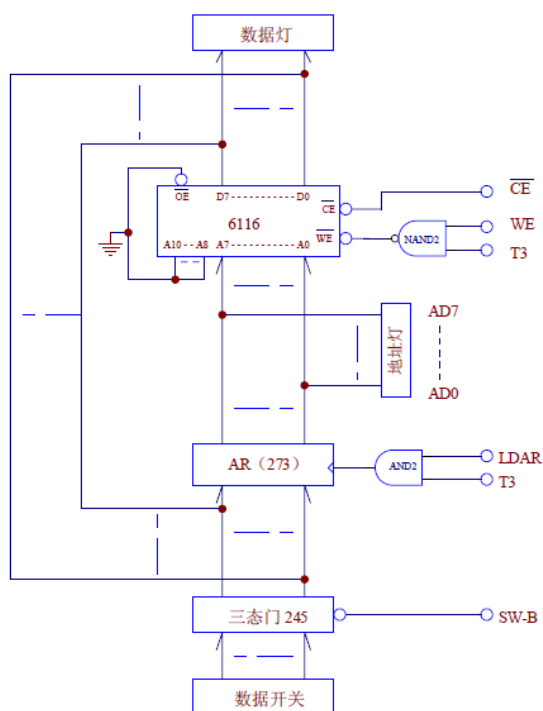 数据灯
OE D7-----------D0
CE
CE
6116
WE
WE
NAND2
T3
A10--A8 A7-----------A0
AD7
地址灯
AD0
AR（273）
AND2
LDAR
T3
三态门 245
SW-B
数据开关